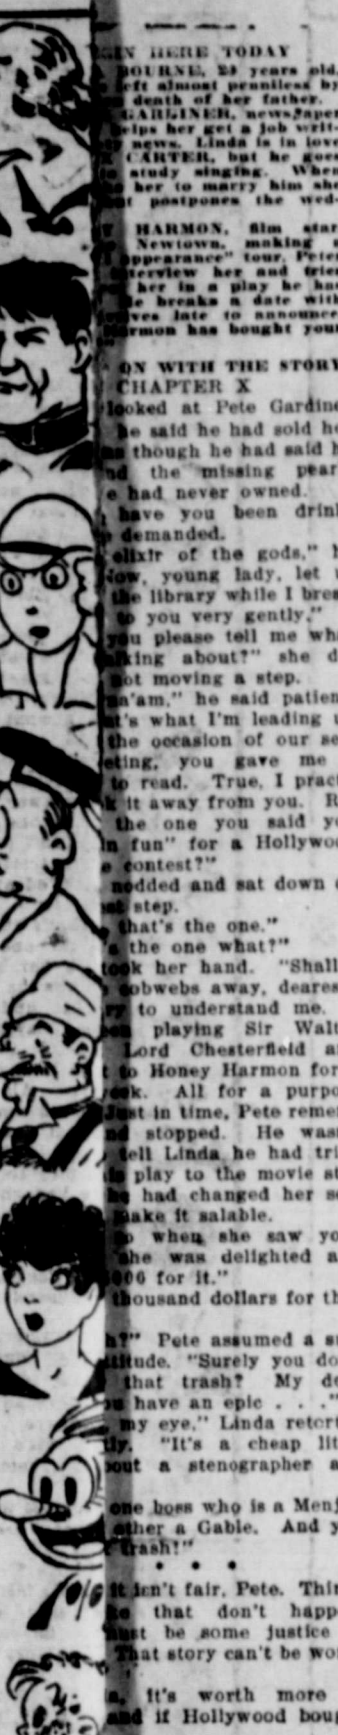 HERE TODAY
BOURNE, years old,
left almost penniless by
death of her father.
GARDINER, newspaper
helps her get a job writ-
news. Linda is in love
CARTER, but he goes
study singing. When
her to marry him she
postpones the wed-
HARMON, film star
Newtown, making
appearance" tour. Pete
interview her and tries
her in a play he has
He breaks a date with
late to announce
Harmon has bought your
ON WITH THE STORY
CHAPTER X
looked at Pete Gardine
he said he had sold h
as though he had said h
the missing pear
e had never owned.
have you been drin
demanded.
elixir of the gods," h
Now, young lady, let
the library while I brea
to you very gently."
you please tell me wha
lking about?" she d
not moving a step.
ma'am," he said patien
at's what I'm leading u
the occasion of our se
eting, you gave me
to read. True, I prac
k it away from you. R
the one you said y
n fun" for a Hollywo
e contest?"
nodded and sat down
step.
that's the one."
the one what?"
took her hand. "Shall
cobwebs away, deares
to understand me.
playing Sir Walt
Lord Chesterfield a
to Honey Harmon for
ek. All for a purpo
Just in time, Pete reme
stopped. He was
tell Linda he had tri
play to the movie st
he had changed her s
make it salable.
when she saw yo
she was delighted a
000 for it."
thousand dollars for th
h?" Pete assumed a
titude. "Surely you do
that trash? My de
have an epic . . ."
my eye," Linda retort
ly. "It's a cheap lit
out a stenographer a
one boss who is a Menj
other a Gable. And y
trash!"
• • •
It isn't fair, Pete. Thin
that don't happ
must be some justice
That story can't be wo
a, it's worth more
and if Hollywood boug